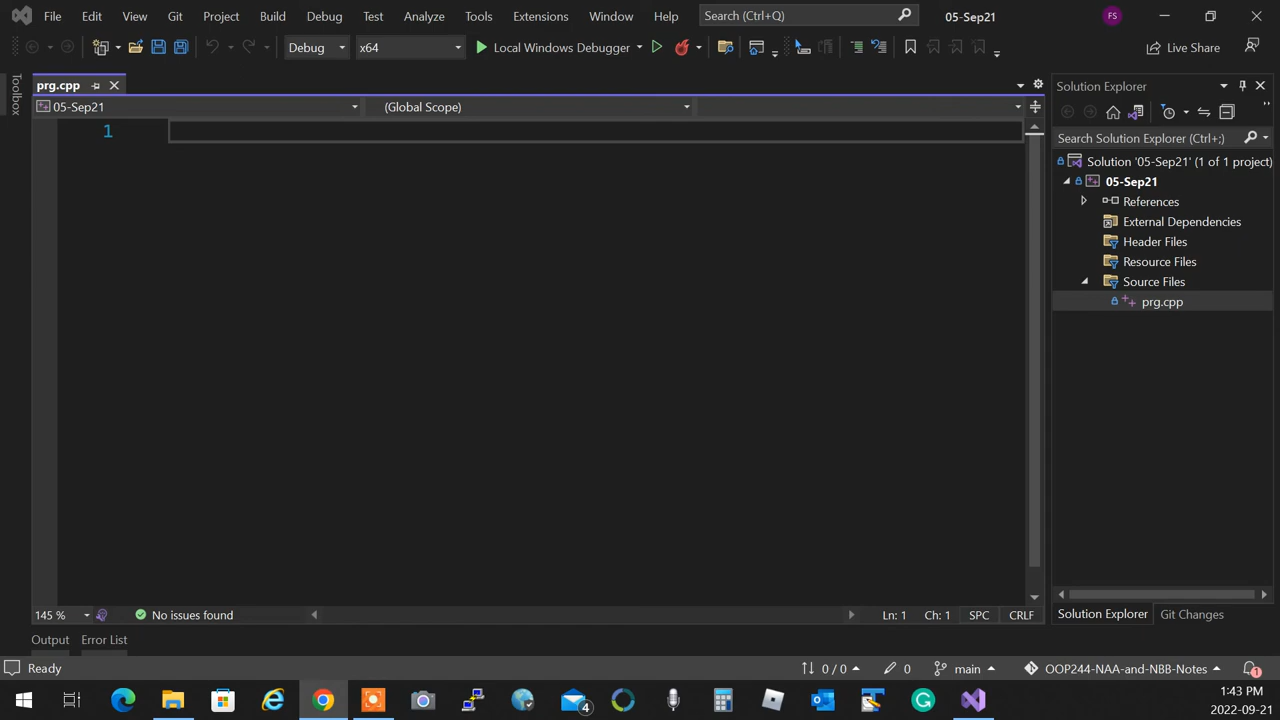 File Edit View Git Project Build Debug Test Analyze Tools Extensions Window Help Search (Ctrl+Q) 05-Sep21 FS
Debug x64 Local Windows Debugger Live Share
Toolbox
prg.cpp
05-Sep21 (Global Scope)
1
Solution Explorer
Search Solution Explorer (Ctrl+;)
Solution '05-Sep21' (1 of 1 project)
05-Sep21
References
External Dependencies
Header Files
Resource Files
Source Files
prg.cpp
145 % No issues found Ln: 1 Ch: 1 SPC CRLF
Solution Explorer Git Changes
Output Error List
Ready 0 / 0 0 main OOP244-NAA-and-NBB-Notes 1
4
1:43 PM
2022-09-21